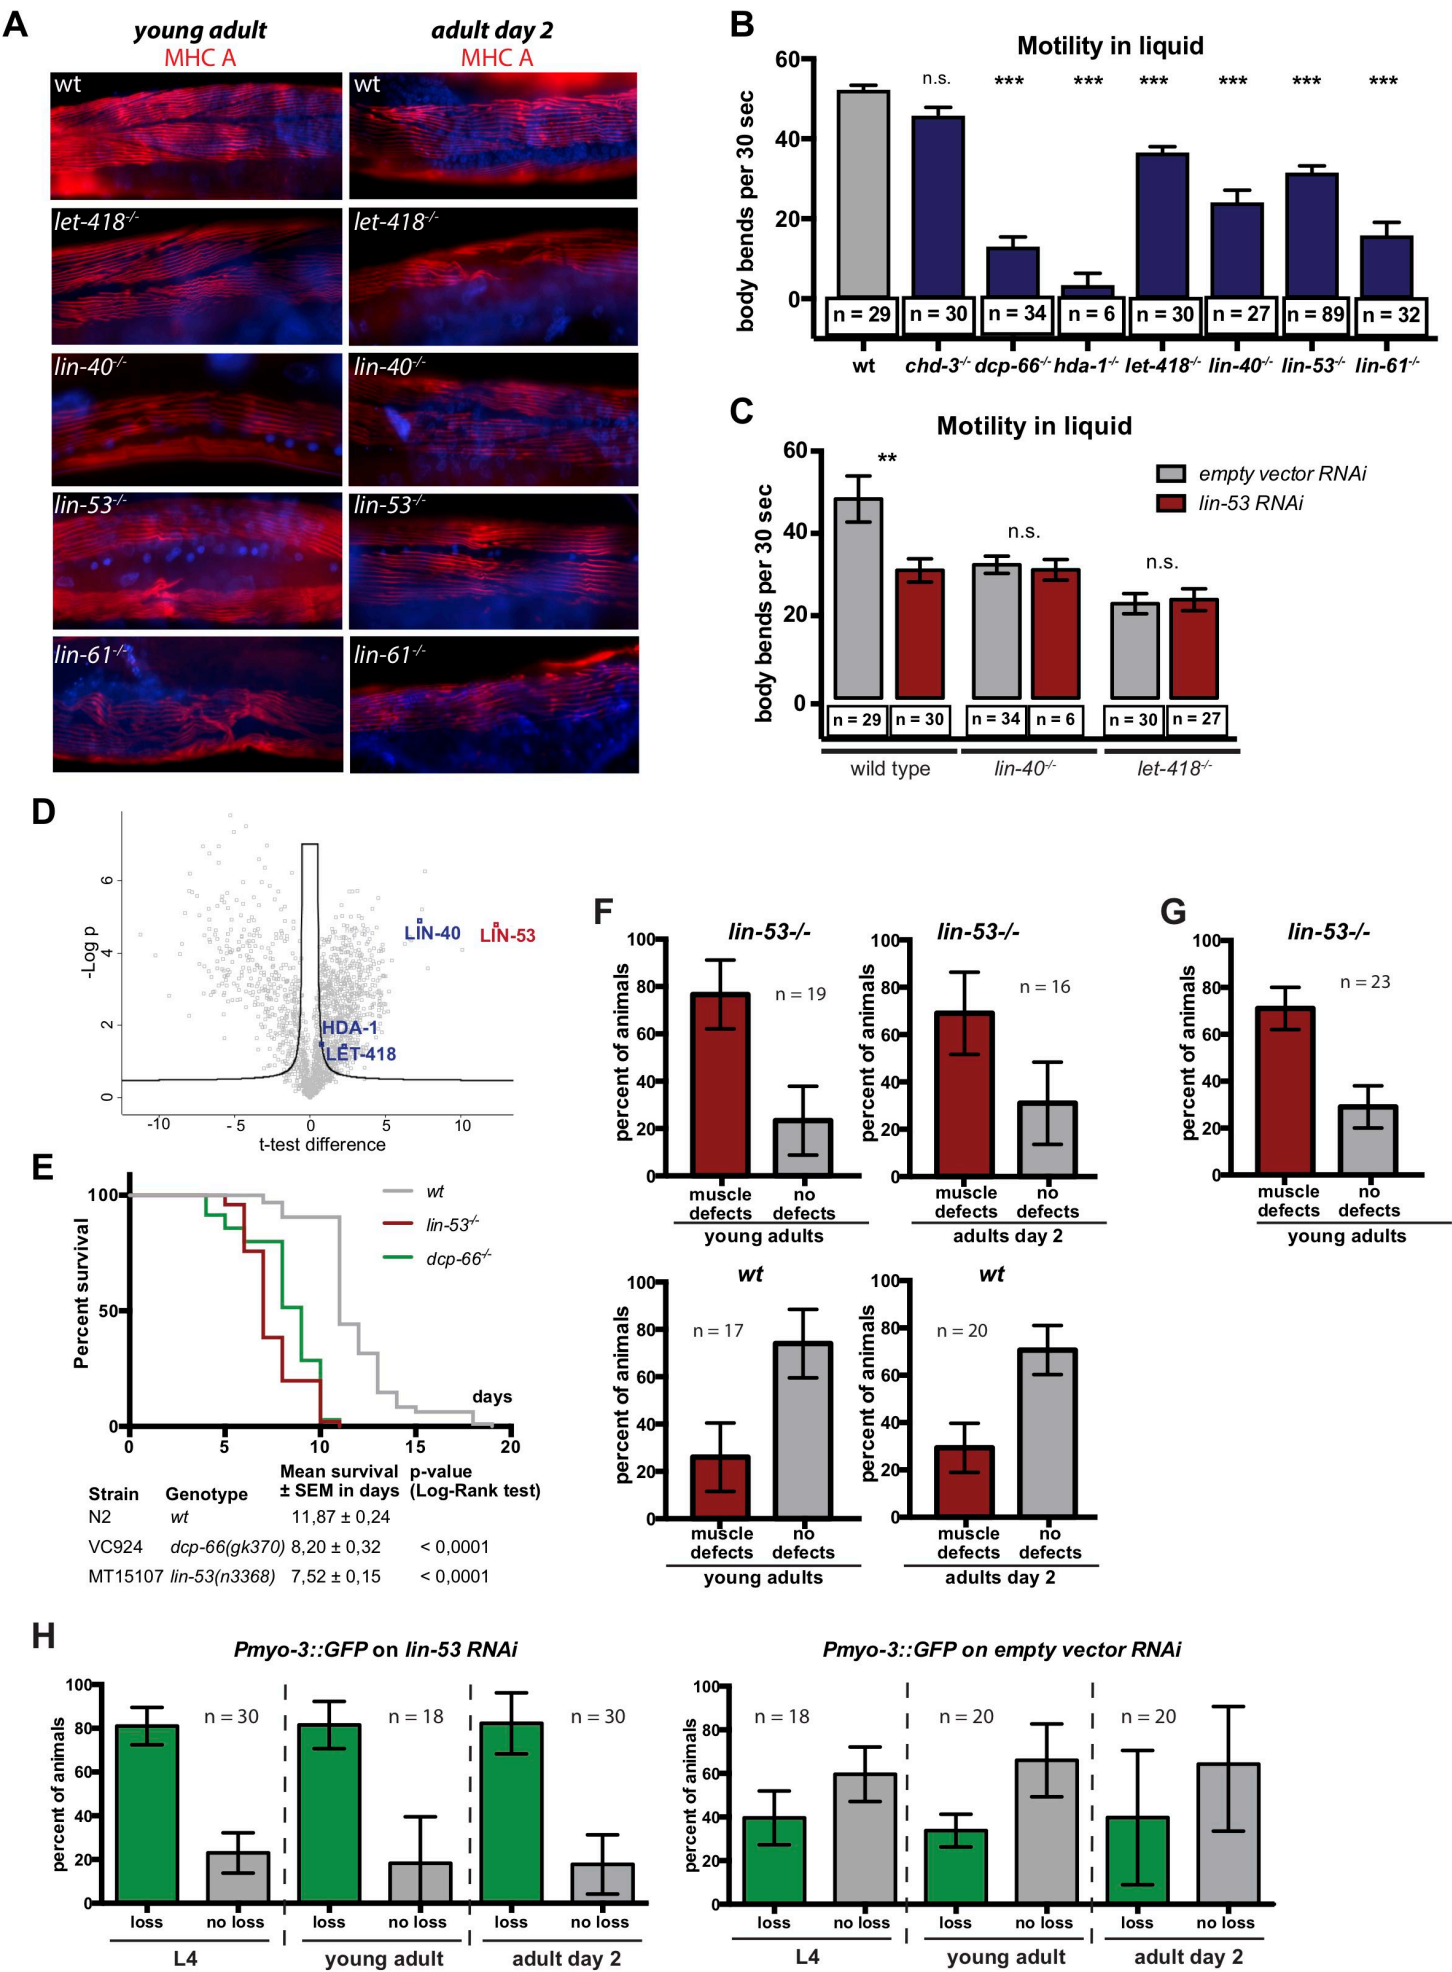 A
young adult
MHC A
adult day 2
MHC A
wt
wt
let-418-/-
let-418-/-
lin-40-/-
lin-40-/-
lin-53-/-
lin-53-/-
lin-61-/-
lin-61-/-
B
Motility in liquid
body bends per 30 sec
60
40
20
0
n.s.
***
***
***
***
***
***
n = 29
n = 30
n = 34
n = 6
n = 30
n = 27
n = 89
n = 32
wt
chd-3-/-
dcp-66-/-
hda-1-/-
let-418-/-
lin-40-/-
lin-53-/-
lin-61-/-
C
Motility in liquid
body bends per 30 sec
60
40
20
0
**
n.s.
n.s.
empty vector RNAi
lin-53 RNAi
n = 29
n = 30
n = 34
n = 6
n = 30
n = 27
wild type
lin-40-/-
let-418-/-
D
-Log p
6
4
2
0
LIN-40
LIN-53
HDA-1
LET-418
-10
- 5
0
5
10
t-test difference
E
Percent survival
100
50
0
wt
lin-53-/-
dcp-66-/-
days
0
5
10
15
20
Strain Genotype Mean survival ± SEM in days p-value (Log-Rank test)
N2 wt 11,87 ± 0,24
VC924 dcp-66(gk370) 8,20 ± 0,32 < 0,0001
MT15107 lin-53(n3368) 7,52 ± 0,15 < 0,0001
F
lin-53-/-
percent of animals
100
80
60
40
20
0
n = 19
muscle defects
no defects
young adults
lin-53-/-
percent of animals
100
80
60
40
20
0
n = 16
muscle defects
no defects
adults day 2
wt
percent of animals
100
80
60
40
20
0
n = 17
muscle defects
no defects
young adults
wt
percent of animals
100
80
60
40
20
0
n = 20
muscle defects
no defects
adults day 2
G
lin-53-/-
percent of animals
100
80
60
40
20
0
n = 23
muscle defects
no defects
young adults
H
Pmyo-3::GFP on lin-53 RNAi
percent of animals
100
80
60
40
20
0
n = 30
n = 18
n = 30
loss
no loss
loss
no loss
loss
no loss
L4
young adult
adult day 2
Pmyo-3::GFP on empty vector RNAi
percent of animals
100
80
60
40
20
0
n = 18
n = 20
n = 20
loss
no loss
loss
no loss
loss
no loss
L4
young adult
adult day 2